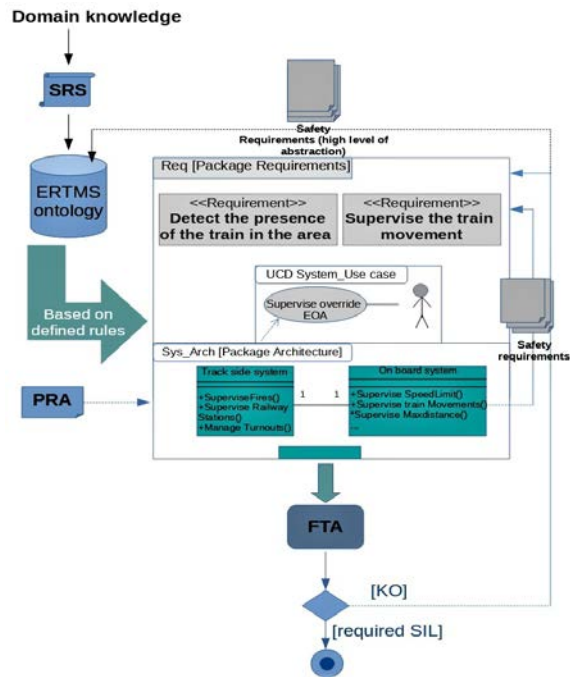 Domain knowledge
SRS
Safety
Requirements (high level of
abstraction)
ERTMS
ontology
Req [Package Requirements]
<<Requirement>>
Detect the presence
of the train in the area
<<Requirement>>
Supervise the train
movement
UCD System_Use case
Supervise override
EOA
Based on
defined rules
Safety
requirements
Sys_Arch [Package Architecture]
Track side system
+SuperviseFires()
+Supervise Railway
Stations()
+Manage Turnouts()
1
1
On board system
+Supervise SpeedLimit()
+Supervise train Movements()
*Supervise Maxdistance()
...
PRA
FTA
[KO]
[required SIL]